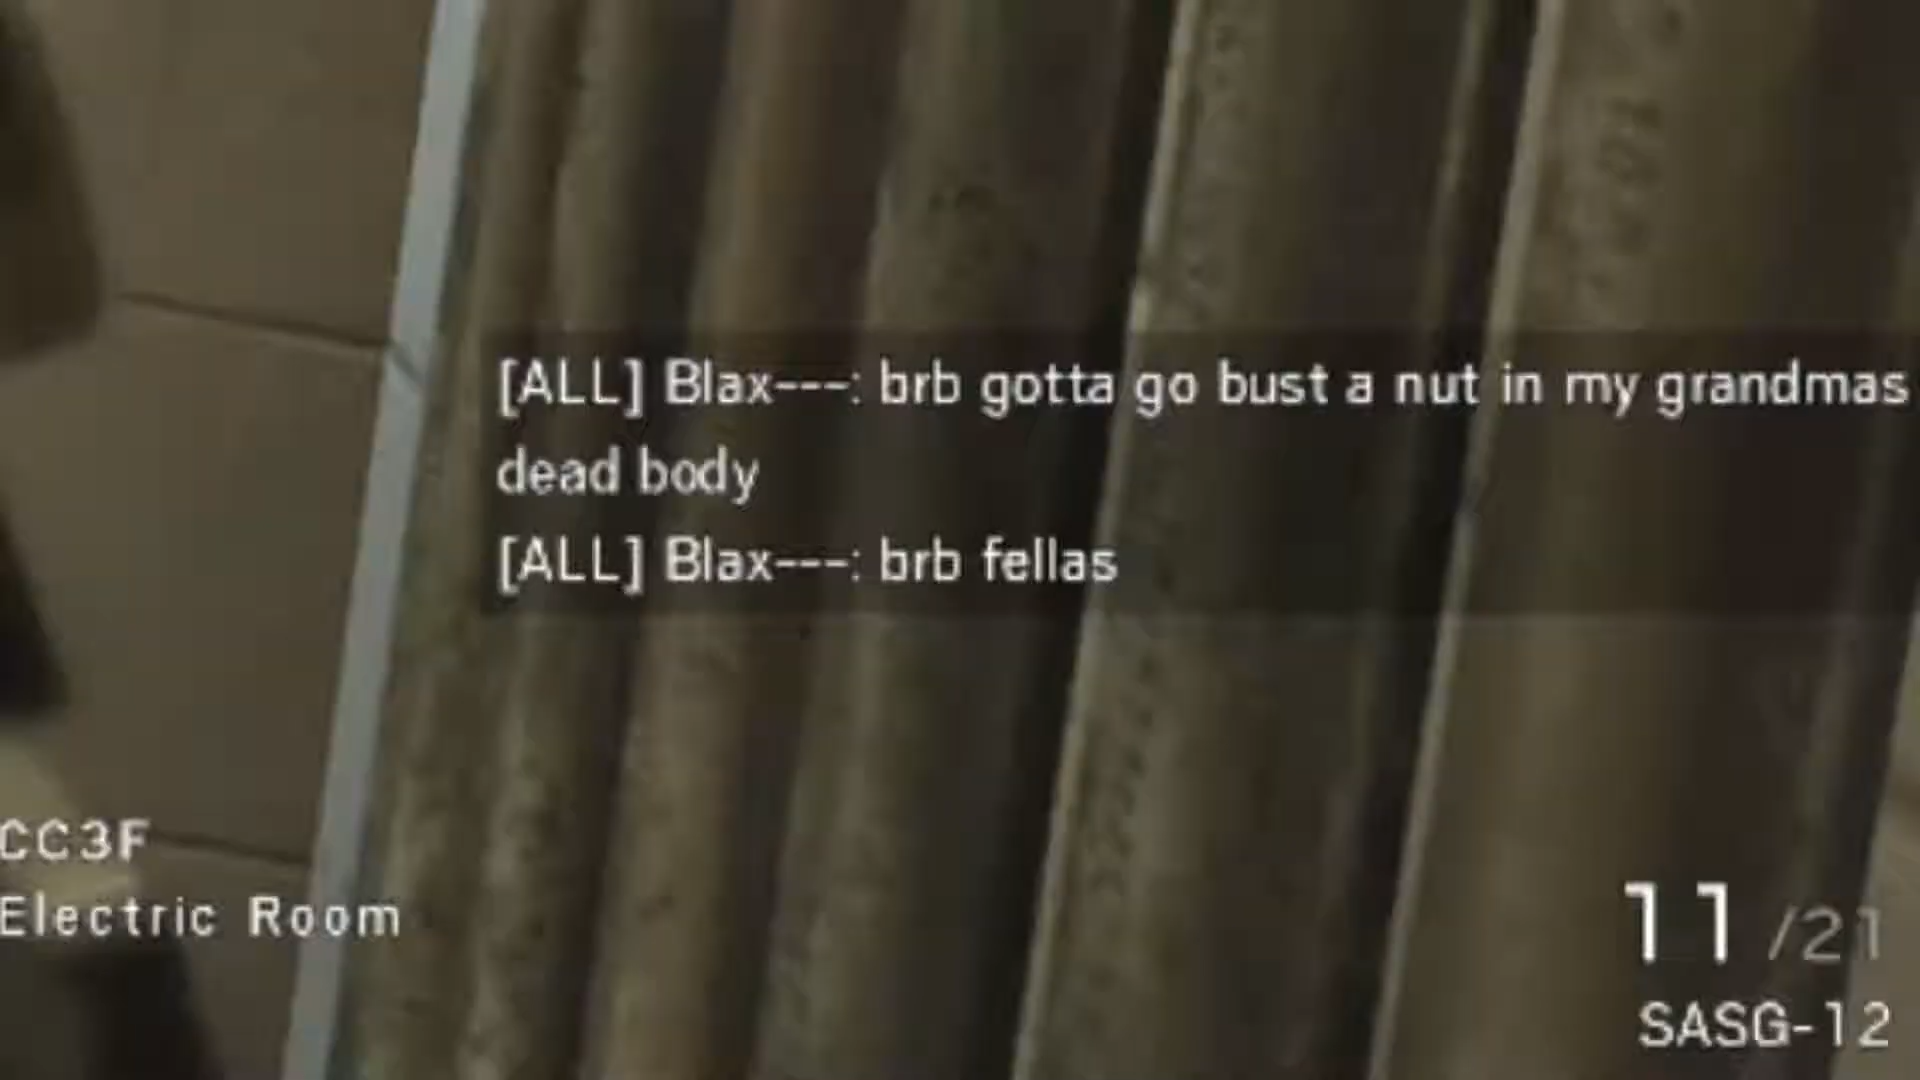 [ALL] Blax---: brb gotta go bust a nut in my grandmas
dead body
[ALL] Blax---: brb fellas
CC3F
Electric Room
11 /21
SASG-12